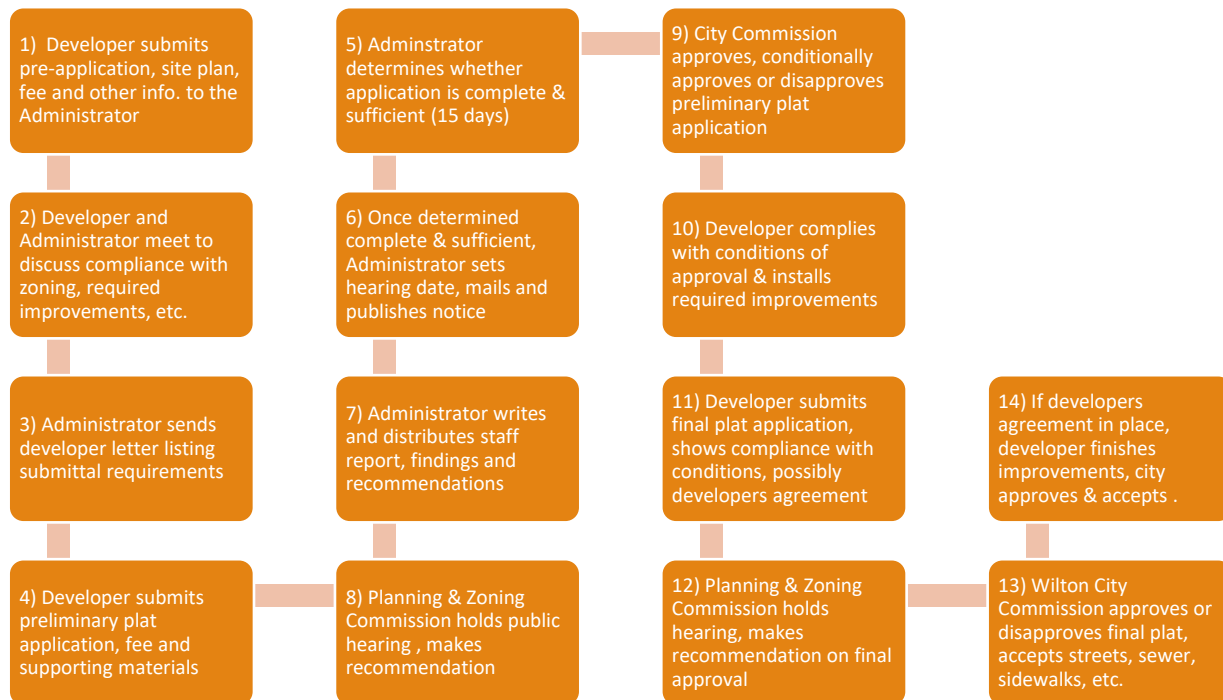 1)  Developer submits
pre-application, site plan,
fee and other info. to the
Administrator
2) Developer and
Administrator meet to
discuss compliance with
zoning, required
improvements, etc.
3) Administrator sends
developer letter listing
submittal requirements
4) Developer submits
preliminary plat
application, fee and
supporting materials
5) Adminstrator
determines whether
application is complete &
sufficient (15 days)
6) Once determined
complete & sufficient,
Administrator sets
hearing date, mails and
publishes notice
7) Administrator writes
and distributes staff
report, findings and
recommendations
8) Planning & Zoning
Commission holds public
hearing , makes
recommendation
9) City Commission
approves, conditionally
approves or disapproves
preliminary plat
application
10) Developer complies
with conditions of
approval & installs
required improvements
11) Developer submits
final plat application,
shows compliance with
conditions, possibly
developers agreement
12) Planning & Zoning
Commission holds
hearing, makes
recommendation on final
approval
13) Wilton City
Commission approves or
disapproves final plat,
accepts streets, sewer,
sidewalks, etc.
14) If developers
agreement in place,
developer finishes
improvements, city
approves & accepts .